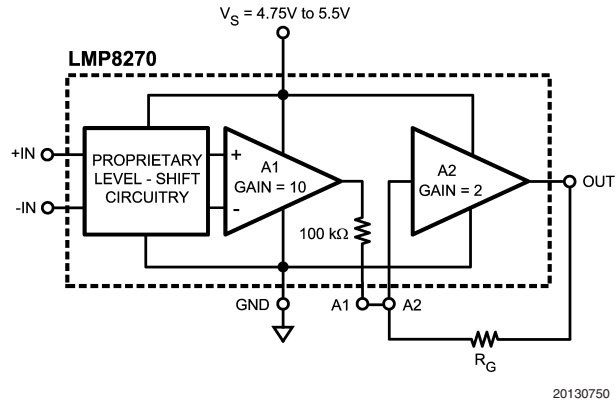 V_S = 4.75V to 5.5V
LMP8270
+IN
-IN
PROPRIETARY
LEVEL - SHIFT
CIRCUITRY
+
-
A1
GAIN = 10
A2
GAIN = 2
OUT
100 kΩ
GND
A1
A2
R_G
20130750